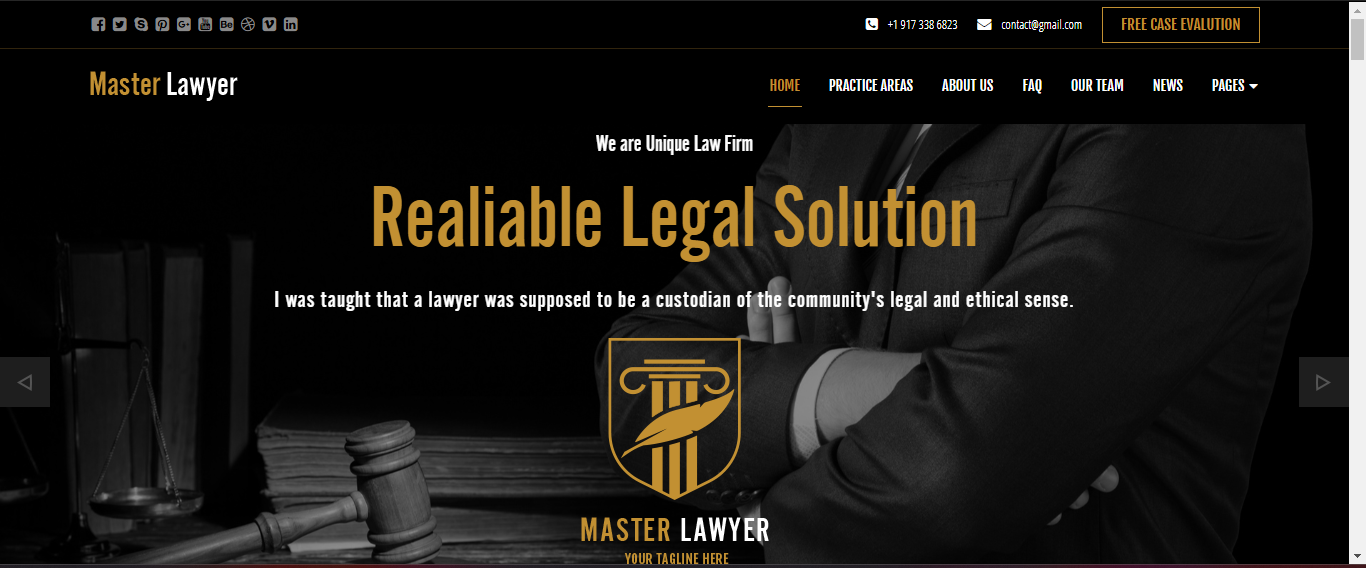 +1 917 338 6823
contact@gmail.com
FREE CASE EVALUTION
Master Lawyer
HOME
PRACTICE AREAS
ABOUT US
FAQ
OUR TEAM
NEWS
PAGES
We are Unique Law Firm
Realiable Legal Solution
I was taught that a lawyer was supposed to be a custodian of the community's legal and ethical sense.
MASTER LAWYER
YOUR TAGLINE HERE